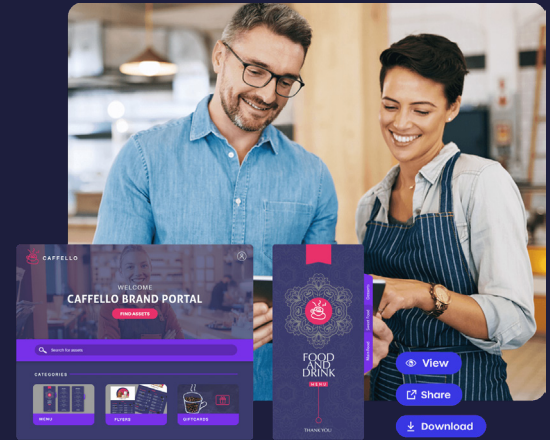 CAFFELLO
WELCOME
CAFFELLO BRAND PORTAL
FIND ASSETS
Search for assets
CATEGORIES
MENU
FLYERS
GIFTCARDS
FOOD
AND
DRINK
MENU
THANK YOU
View
Share
Download